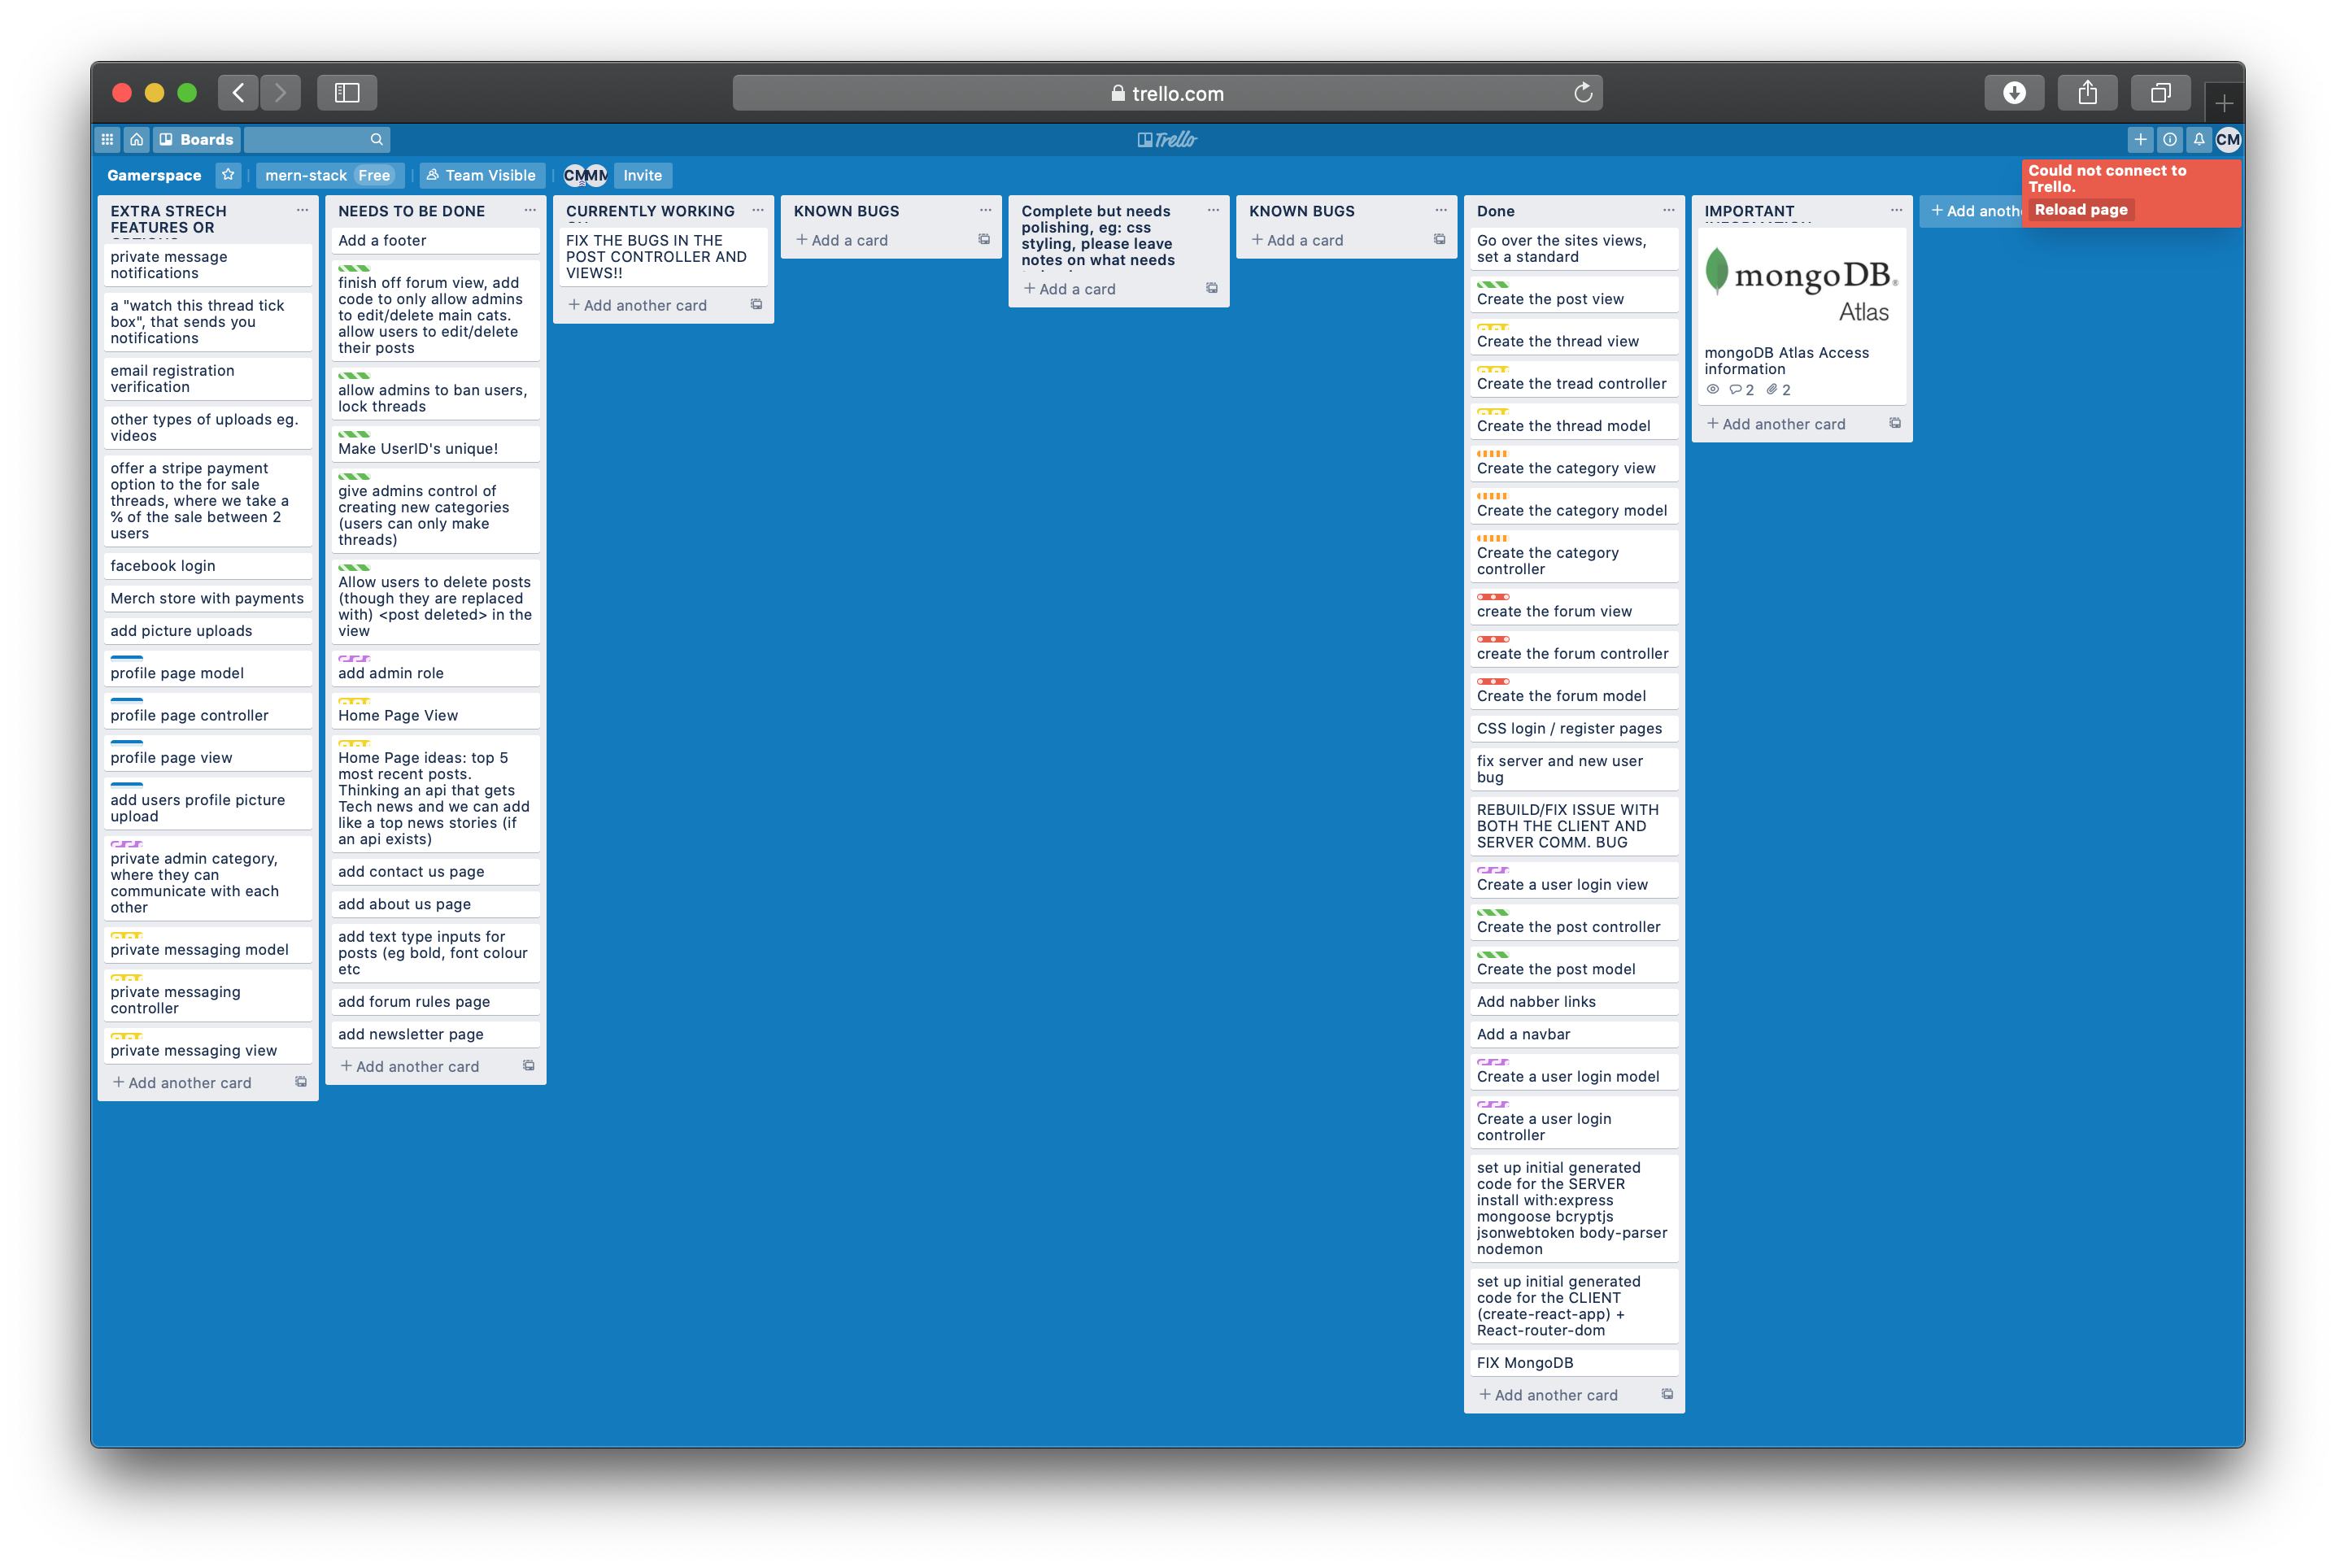 trello.com
Boards
Trello
CM
Gamerspace
mern-stack Free
Team Visible
CM
MM
Invite
Could not connect to
Trello.
Reload page
EXTRA STRECH
FEATURES OR
private message
notifications
a "watch this thread tick
box", that sends you
notifications
email registration
verification
other types of uploads eg.
videos
offer a stripe payment
option to the for sale
threads, where we take a
% of the sale between 2
users
facebook login
Merch store with payments
add picture uploads
profile page model
profile page controller
profile page view
add users profile picture
upload
private admin category,
where they can
communicate with each
other
private messaging model
private messaging
controller
private messaging view
Add another card
NEEDS TO BE DONE
Add a footer
finish off forum view, add
code to only allow admins
to edit/delete main cats.
allow users to edit/delete
their posts
allow admins to ban users,
lock threads
Make UserID's unique!
give admins control of
creating new categories
(users can only make
threads)
Allow users to delete posts
(though they are replaced
with) <post deleted> in the
view
add admin role
Home Page View
Home Page ideas: top 5
most recent posts.
Thinking an api that gets
Tech news and we can add
like a top news stories (if
an api exists)
add contact us page
add about us page
add text type inputs for
posts (eg bold, font colour
etc
add forum rules page
add newsletter page
Add another card
CURRENTLY WORKING
FIX THE BUGS IN THE
POST CONTROLLER AND
VIEWS!!
Add another card
KNOWN BUGS
Add a card
Complete but needs
polishing, eg: css
styling, please leave
notes on what needs
Add a card
KNOWN BUGS
Add a card
Done
Go over the sites views,
set a standard
Create the post view
Create the thread view
Create the tread controller
Create the thread model
Create the category view
Create the category model
Create the category
controller
create the forum view
create the forum controller
Create the forum model
CSS login / register pages
fix server and new user
bug
REBUILD/FIX ISSUE WITH
BOTH THE CLIENT AND
SERVER COMM. BUG
Create a user login view
Create the post controller
Create the post model
Add nabber links
Add a navbar
Create a user login model
Create a user login
controller
set up initial generated
code for the SERVER
install with:express
mongoose bcryptjs
jsonwebtoken body-parser
nodemon
set up initial generated
code for the CLIENT
(create-react-app) +
React-router-dom
FIX MongoDB
Add another card
IMPORTANT
mongoDB®
Atlas
mongoDB Atlas Access
information
2 2
Add another card
Add anoth